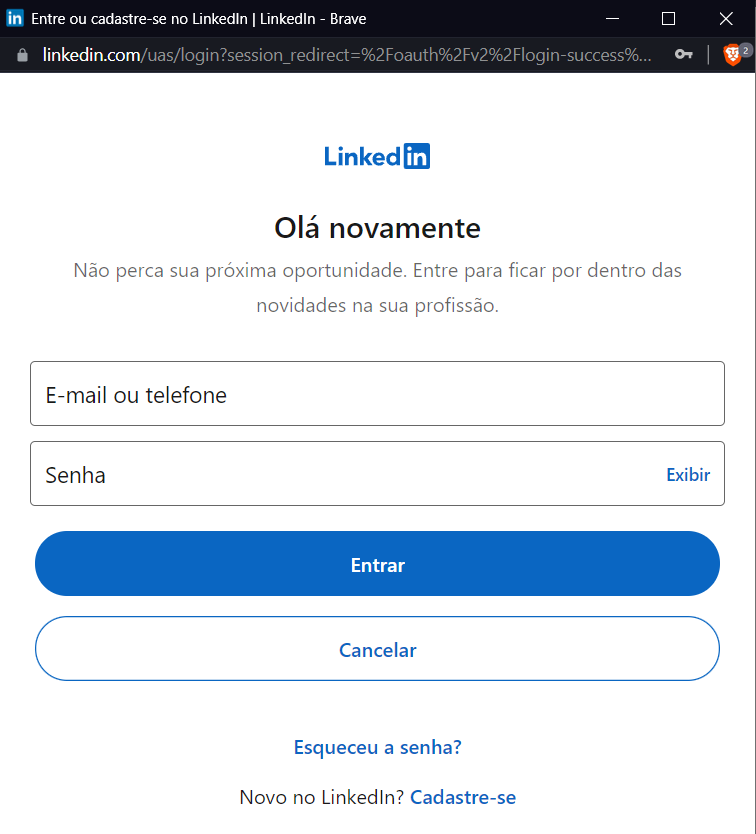 Entre ou cadastre-se no LinkedIn | LinkedIn - Brave
linkedin.com/uas/login?session_redirect=%2Foauth%2Fv2%2Flogin-success%...
2
Linkedin
Olá novamente
Não perca sua próxima oportunidade. Entre para ficar por dentro das
novidades na sua profissão.
E-mail ou telefone
Senha
Exibir
Entrar
Cancelar
Esqueceu a senha?
Novo no LinkedIn? Cadastre-se